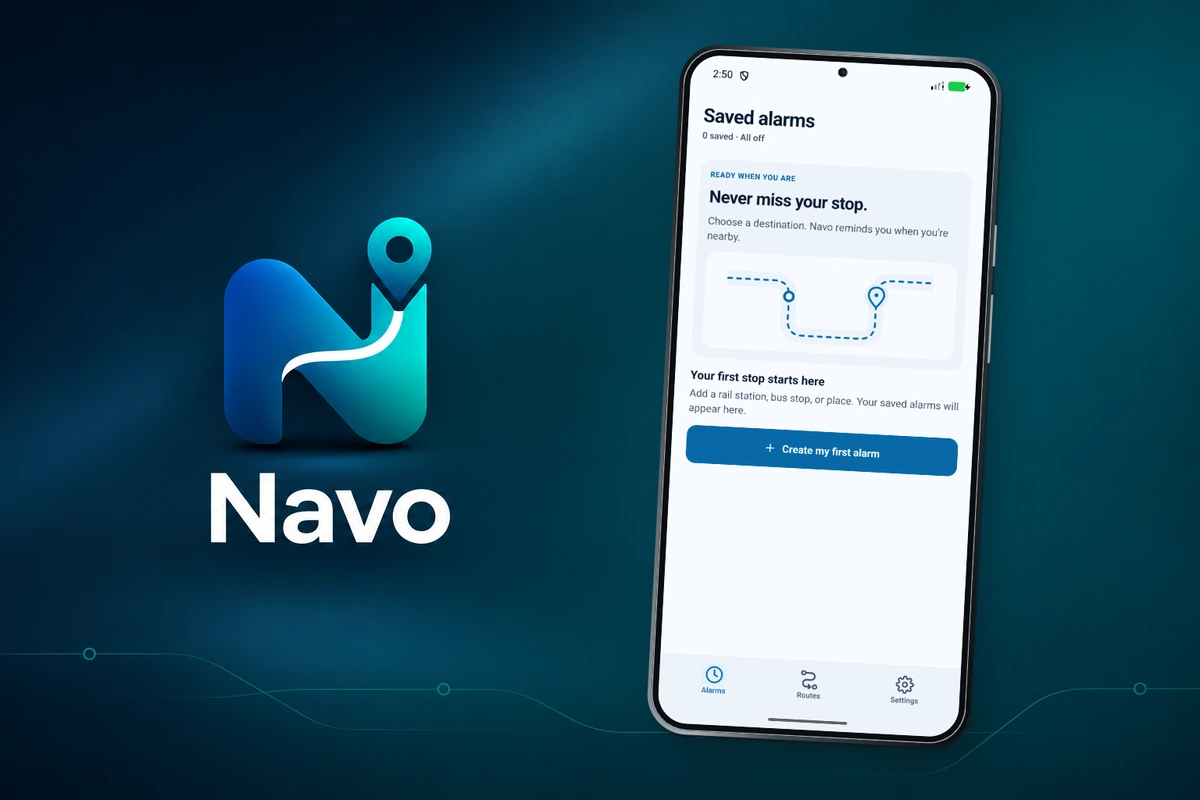 Navo
2:50
Saved alarms
0 saved · All off
READY WHEN YOU ARE
Never miss your stop.
Choose a destination. Navo reminds you when you're
nearby.
Your first stop starts here
Add a rail station, bus stop, or place. Your saved alarms will
appear here.
+ Create my first alarm
Alarms
Routes
Settings